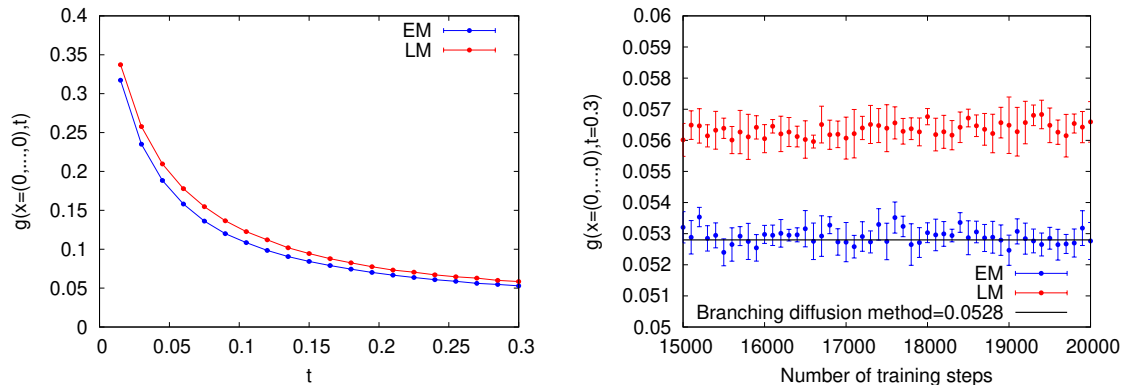 0.4
0.35
0.3
0.25
0.2
0.15
0.1
0.05
0
g(x=(0,...,0),t)
0 0.05 0.1 0.15 0.2 0.25 0.3
t
EM
LM
0.06
0.059
0.058
0.057
0.056
0.055
0.054
0.053
0.052
0.051
0.05
g(x=(0,...,0),t=0.3)
15000 16000 17000 18000 19000 20000
Number of training steps
EM
LM
Branching diffusion method=0.0528